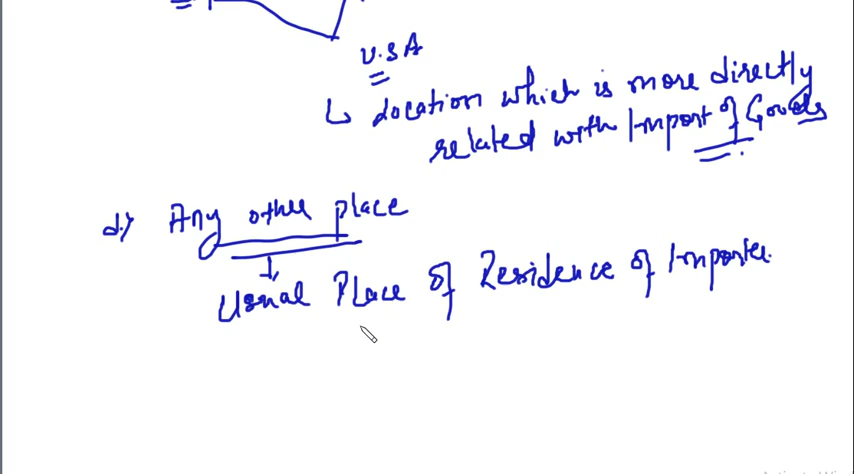 U.S.A
Location which is more directly
related with Import of Goods
d) Any other place
Usual Place of Residence of Importer.